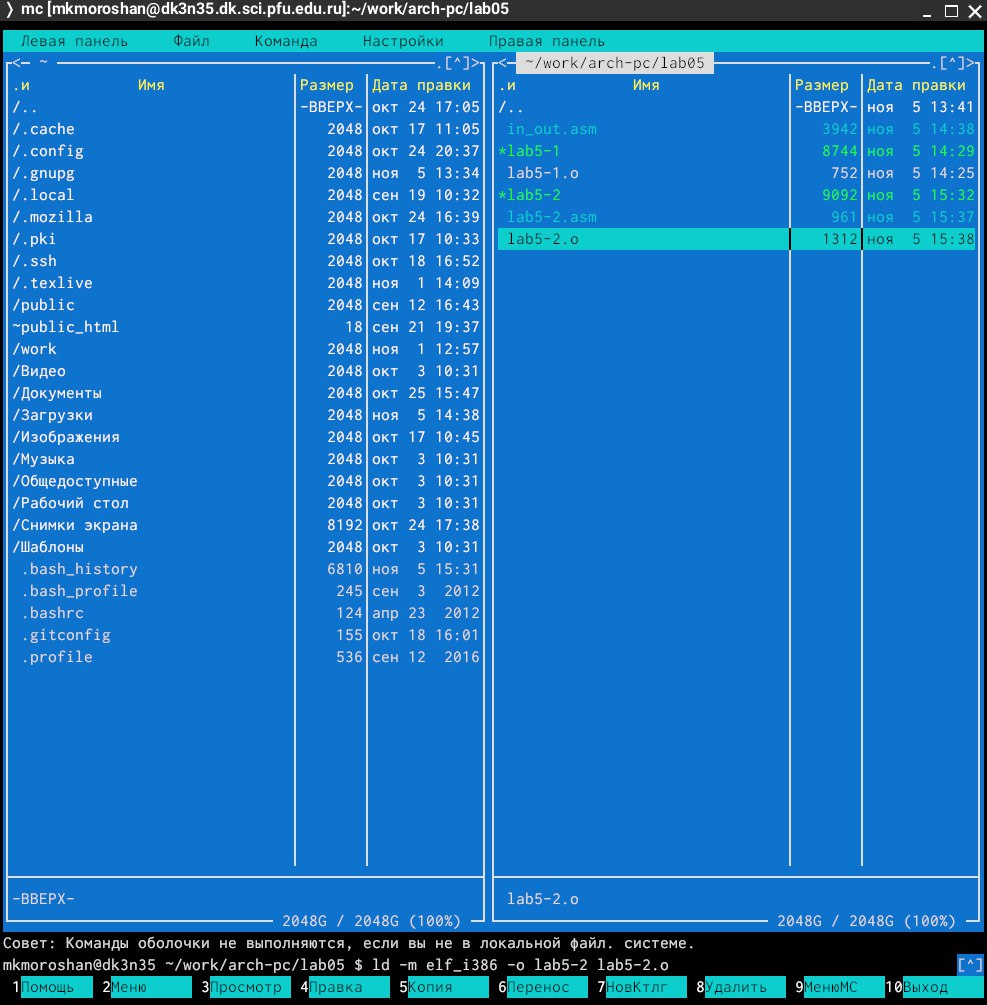 ❭ mc [mkmoroshan@dk3n35.dk.sci.pfu.edu.ru]:~/work/arch-pc/lab05
Левая панель Файл Команда Настройки Правая панель
<— ~ .[^]>
.и Имя Размер Дата правки
/.. -ВВЕРХ- окт 24 17:05
/.cache 2048 окт 17 11:05
/.config 2048 окт 24 20:37
/.gnupg 2048 ноя 5 13:34
/.local 2048 сен 19 10:32
/.mozilla 2048 окт 24 16:39
/.pki 2048 окт 17 10:33
/.ssh 2048 окт 18 16:52
/.texlive 2048 ноя 1 14:09
/public 2048 сен 12 16:43
~public_html 18 сен 21 19:37
/work 2048 ноя 1 12:57
/Видео 2048 окт 3 10:31
/Документы 2048 окт 25 15:47
/Загрузки 2048 ноя 5 14:38
/Изображения 2048 окт 17 10:45
/Музыка 2048 окт 3 10:31
/Общедоступные 2048 окт 3 10:31
/Рабочий стол 2048 окт 3 10:31
/Снимки экрана 8192 окт 24 17:38
/Шаблоны 2048 окт 3 10:31
.bash_history 6810 ноя 5 15:31
.bash_profile 245 сен 3 2012
.bashrc 124 апр 23 2012
.gitconfig 155 окт 18 16:01
.profile 536 сен 12 2016
-ВВЕРХ-
2048G / 2048G (100%)
<— ~/work/arch-pc/lab05 .[^]>
.и Имя Размер Дата правки
/.. -ВВЕРХ- ноя 5 13:41
in_out.asm 3942 ноя 5 14:38
*lab5-1 8744 ноя 5 14:29
lab5-1.o 752 ноя 5 14:25
*lab5-2 9092 ноя 5 15:32
lab5-2.asm 961 ноя 5 15:37
lab5-2.o 1312 ноя 5 15:38
lab5-2.o
2048G / 2048G (100%)
Совет: Команды оболочки не выполняются, если вы не в локальной файл. системе.
mkmoroshan@dk3n35 ~/work/arch-pc/lab05 $ ld -m elf_i386 -o lab5-2 lab5-2.o [^]
1Помощь 2Меню 3Просмотр 4Правка 5Копия 6Перенос 7НовКтлг 8Удалить 9МенюMC 10Выход